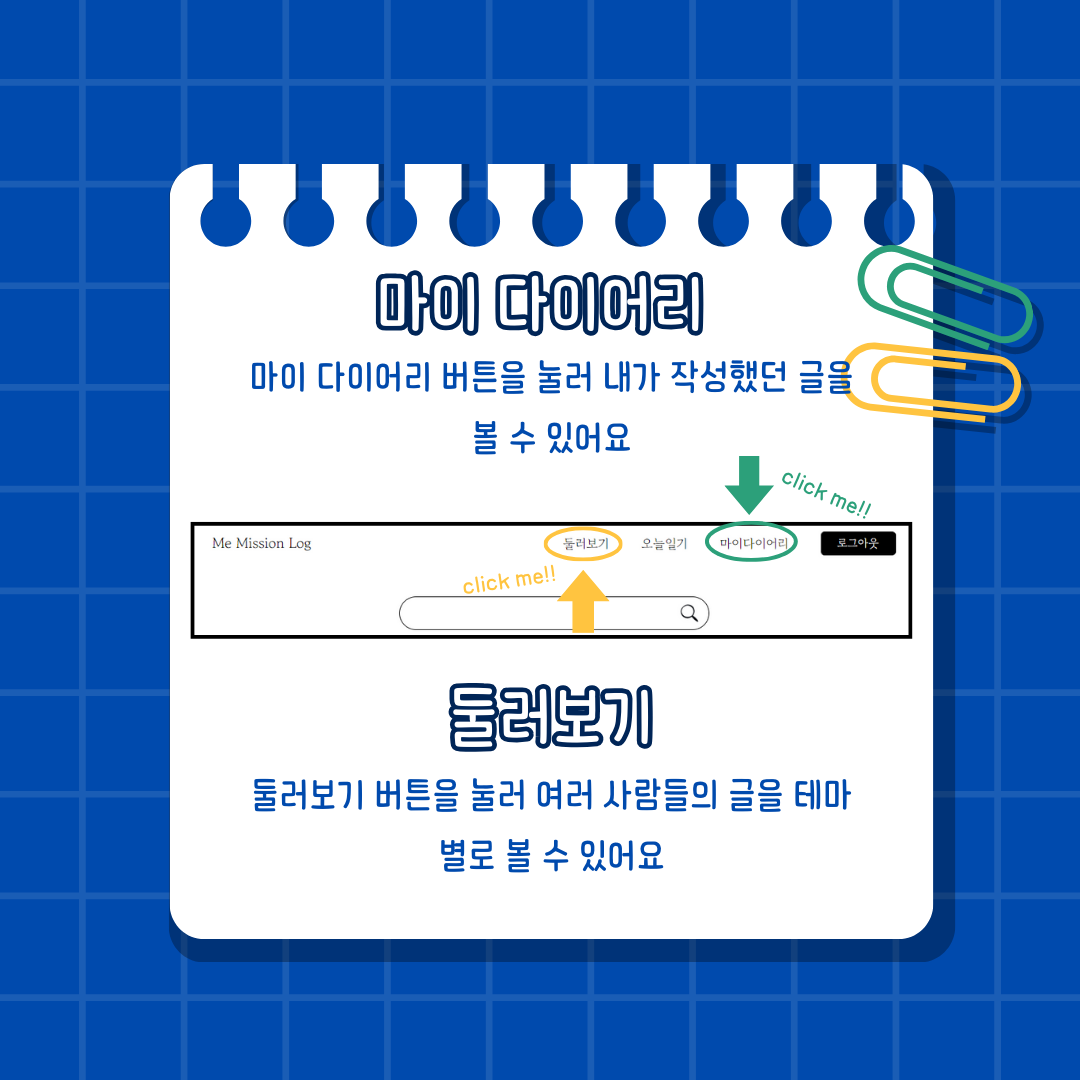 마이 다이어리
마이 다이어리 버튼을 눌러 내가 작성했던 글을
볼 수 있어요
click me!!
Me Mission Log 둘러보기 오늘일기 마이다이어리 로그아웃
click me!!
둘러보기
둘러보기 버튼을 눌러 여러 사람들의 글을 테마
별로 볼 수 있어요